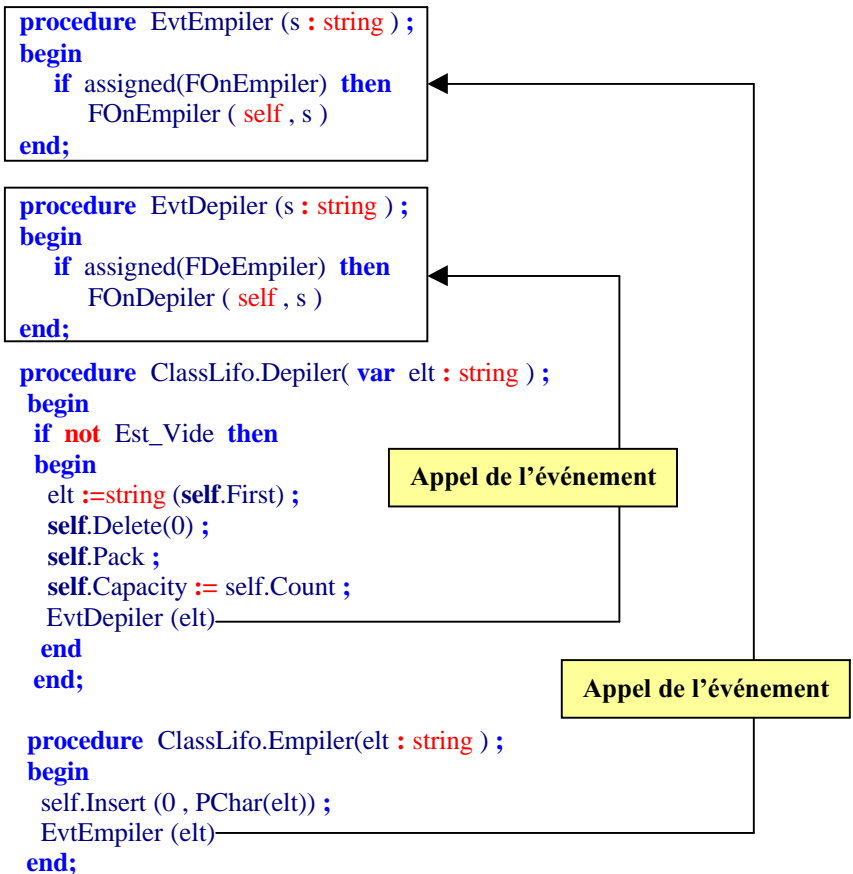 procedure EvtEmpiler (s : string ) ;
begin
if assigned(FOnEmpiler) then
FOnEmpiler ( self , s )
end;
procedure EvtDepiler (s : string ) ;
begin
if assigned(FDeEmpiler) then
FOnDepiler ( self , s )
end;
procedure ClassLifo.Depiler( var elt : string ) ;
begin
if not Est_Vide then
begin
elt :=string (self.First) ;
self.Delete(0) ;
self.Pack ;
self.Capacity := self.Count ;
EvtDepiler (elt)
end
end;
Appel de l’événement
Appel de l’événement
procedure ClassLifo.Empiler(elt : string ) ;
begin
self.Insert (0 , PChar(elt)) ;
EvtEmpiler (elt)
end;